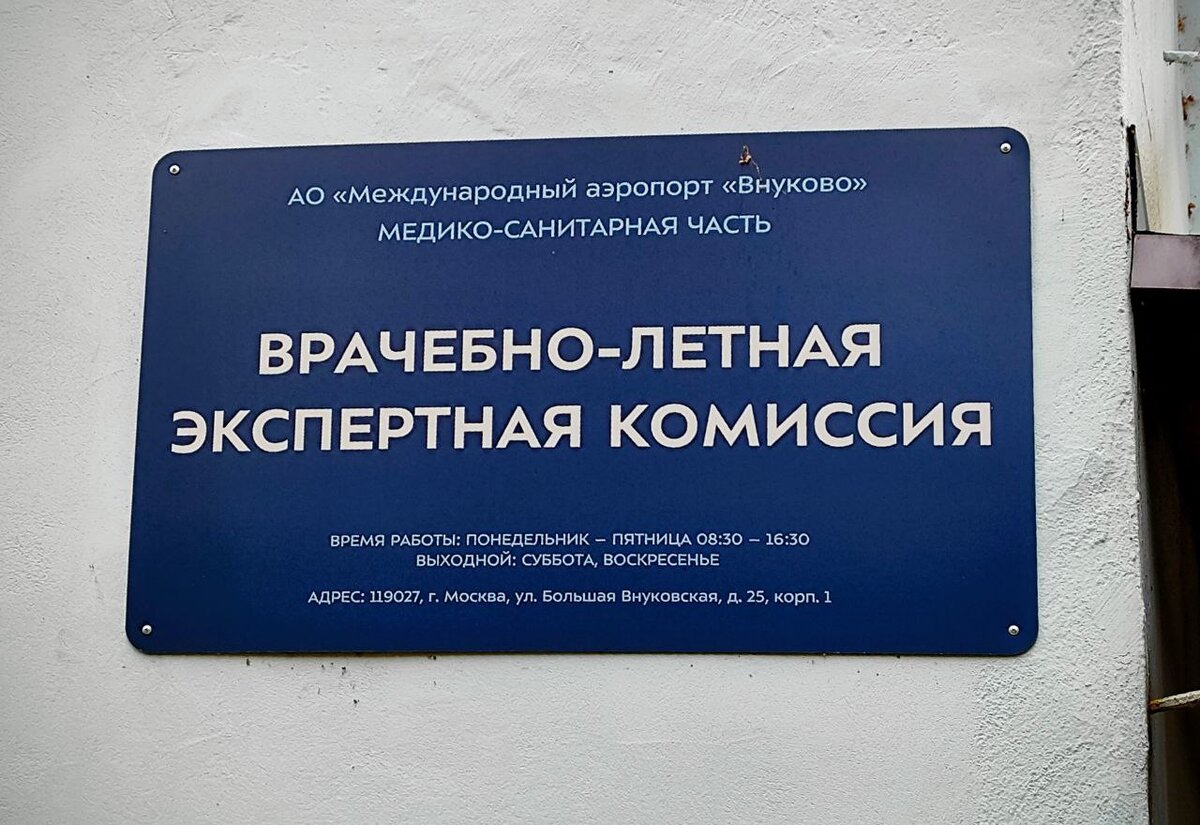 АО «Международный аэропорт «Внуково»
МЕДИКО-САНИТАРНАЯ ЧАСТЬ
ВРАЧЕБНО-ЛЕТНАЯ
ЭКСПЕРТНАЯ КОМИССИЯ
ВРЕМЯ РАБОТЫ: ПОНЕДЕЛЬНИК – ПЯТНИЦА 08:30 – 16:30
ВЫХОДНОЙ: СУББОТА, ВОСКРЕСЕНЬЕ
АДРЕС: 119027, г. Москва, ул. Большая Внуковская, д. 25, корп. 1